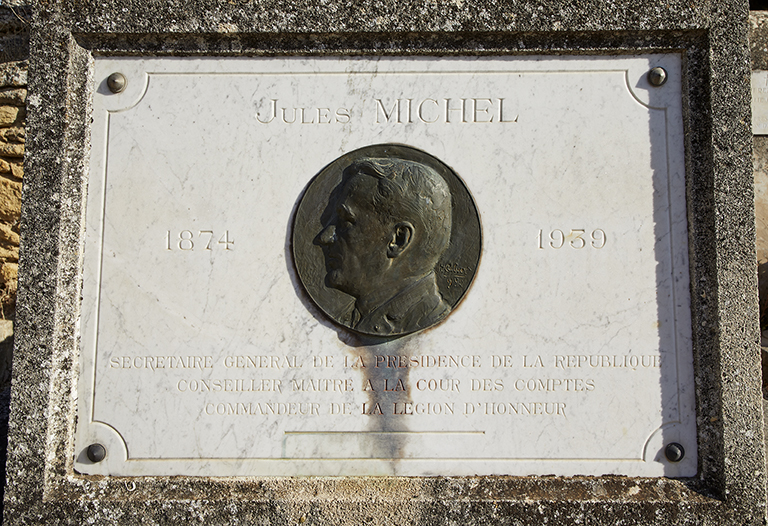 JULES MICHEL
1874 1939
SECRETAIRE GENERAL DE LA PRESIDENCE DE LA REPUBLIQUE
CONSEILLER MAITRE A LA COUR DES COMPTES
COMMANDEUR DE LA LEGION D'HONNEUR